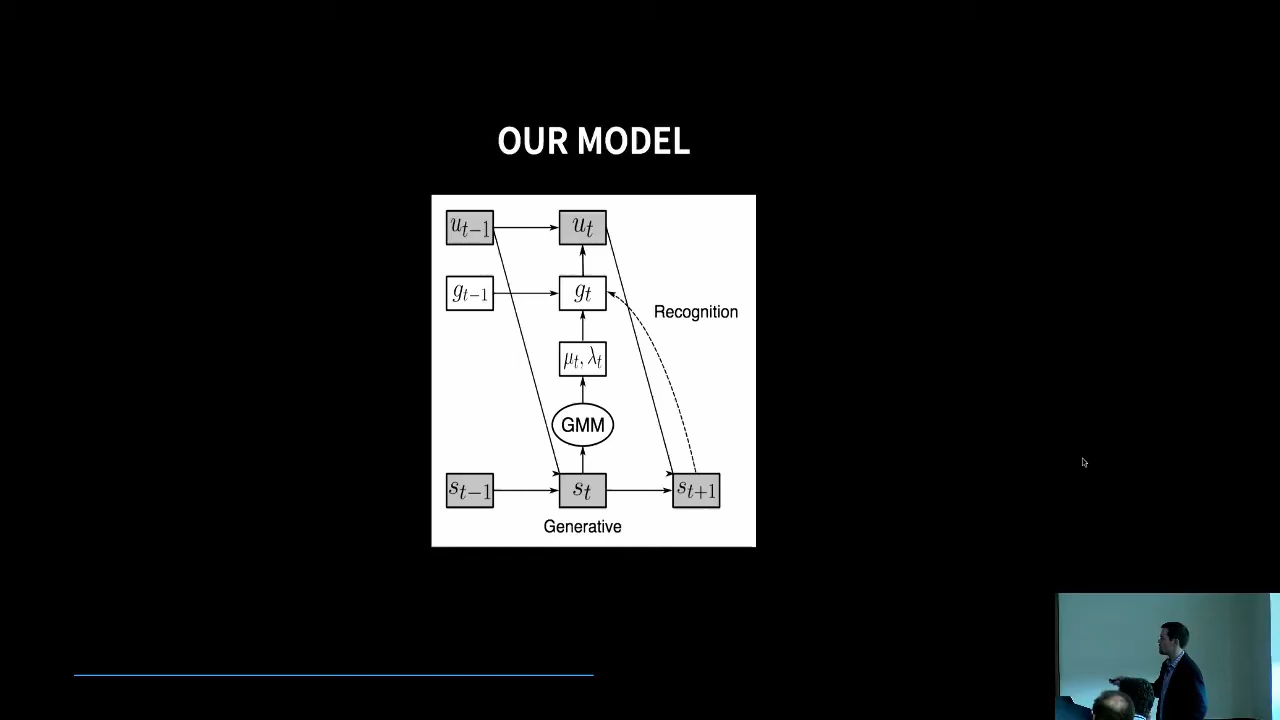 OUR MODEL
u_{t-1} u_t
g_{t-1} g_t
Recognition
μ_t, λ_t
GMM
s_{t-1} s_t s_{t+1}
Generative